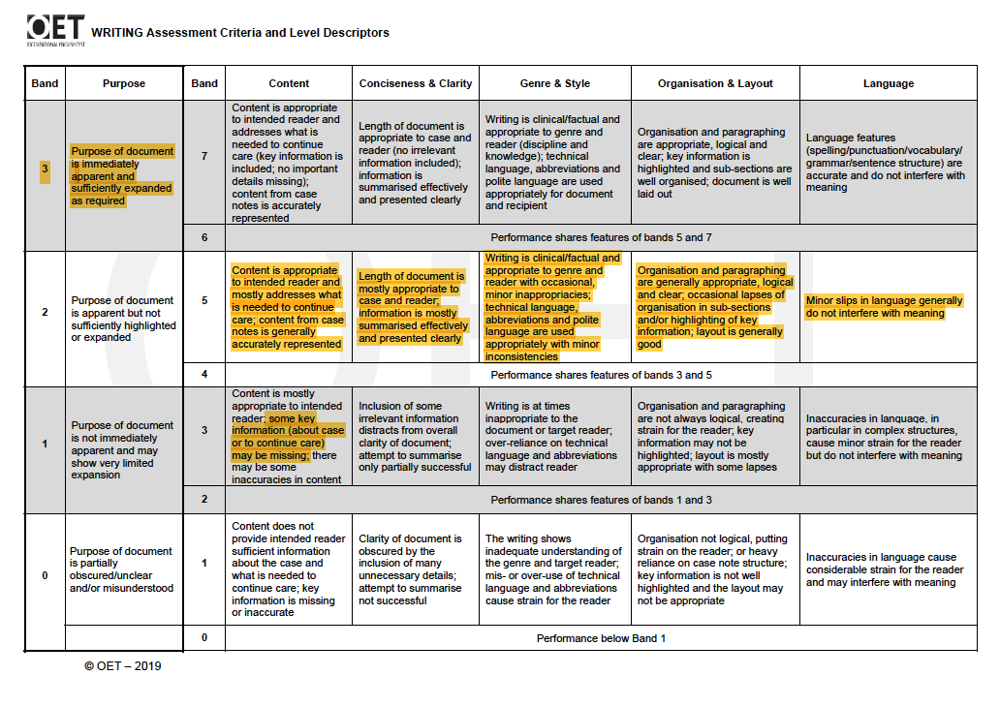 OET WRITING Assessment Criteria and Level Descriptors
OCCUPATIONAL ENGLISH TEST
Band Purpose Band Content Conciseness & Clarity Genre & Style Organisation & Layout Language
3
Purpose of document
is immediately
apparent and
sufficiently expanded
as required
7
Content is appropriate
to intended reader and
addresses what is
needed to continue
care (key information is
included; no important
details missing);
content from case
notes is accurately
represented
Length of document is
appropriate to case and
reader (no irrelevant
information included);
information is
summarised effectively
and presented clearly
Writing is clinical/factual and
appropriate to genre and
reader (discipline and
knowledge); technical
language, abbreviations and
polite language are used
appropriately for document
and recipient
Organisation and paragraphing
are appropriate, logical and
clear; key information is
highlighted and sub-sections are
well organised; document is well
laid out
Language features
(spelling/punctuation/vocabulary/
grammar/sentence structure) are
accurate and do not interfere with
meaning
6 Performance shares features of bands 5 and 7
2
Purpose of document
is apparent but not
sufficiently highlighted
or expanded
5
Content is appropriate
to intended reader and
mostly addresses what
is needed to continue
care; content from case
notes is generally
accurately represented
Length of document is
mostly appropriate to
case and reader;
information is mostly
summarised effectively
and presented clearly
Writing is clinical/factual and
appropriate to genre and
reader with occasional,
minor inappropriacies;
technical language,
abbreviations and polite
language are used
appropriately with minor
inconsistencies
Organisation and paragraphing
are generally appropriate, logical
and clear; occasional lapses of
organisation in sub-sections
and/or highlighting of key
information; layout is generally
good
Minor slips in language generally
do not interfere with meaning
4 Performance shares features of bands 3 and 5
1
Purpose of document
is not immediately
apparent and may
show very limited
expansion
3
Content is mostly
appropriate to intended
reader; some key
information (about case
or to continue care)
may be missing; there
may be some
inaccuracies in content
Inclusion of some
irrelevant information
distracts from overall
clarity of document;
attempt to summarise
only partially successful
Writing is at times
inappropriate to the
document or target reader;
over-reliance on technical
language and abbreviations
may distract reader
Organisation and paragraphing
are not always logical, creating
strain for the reader; key
information may not be
highlighted; layout is mostly
appropriate with some lapses
Inaccuracies in language, in
particular in complex structures,
cause minor strain for the reader
but do not interfere with meaning
2 Performance shares features of bands 1 and 3
0
Purpose of document
is partially
obscured/unclear
and/or misunderstood
1
Content does not
provide intended reader
sufficient information
about the case and
what is needed to
continue care; key
information is missing
or inaccurate
Clarity of document is
obscured by the
inclusion of many
unnecessary details;
attempt to summarise
not successful
The writing shows
inadequate understanding of
the genre and target reader;
mis- or over-use of technical
language and abbreviations
cause strain for the reader
Organisation not logical, putting
strain on the reader; or heavy
reliance on case note structure;
key information is not well
highlighted and the layout may
not be appropriate
Inaccuracies in language cause
considerable strain for the reader
and may interfere with meaning
0 Performance below Band 1
© OET – 2019